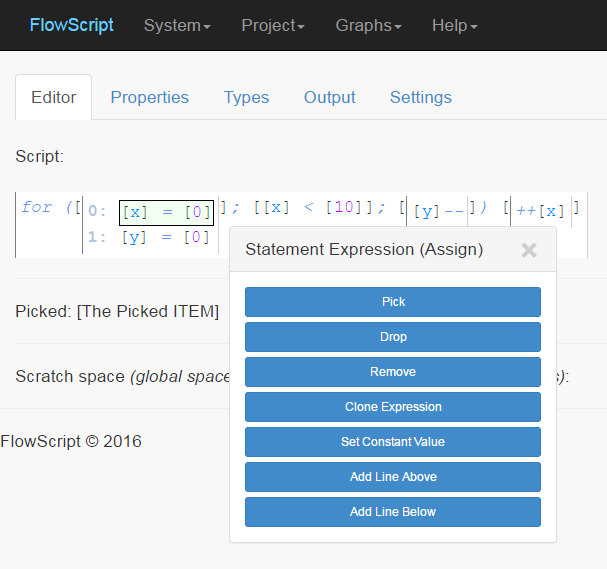 FlowScript System Project Graphs Help
Editor Properties Types Output Settings
Script:
for ([ 0: [x] = [0] ]; [[x] < [10]]; [ [y]-- ]) [ ++[x] ]
1: [y] = [0]
Statement Expression (Assign) ×
Pick
Picked: [The Picked ITEM]
Drop
Remove
Scratch space (global space s):
Clone Expression
FlowScript © 2016
Set Constant Value
Add Line Above
Add Line Below